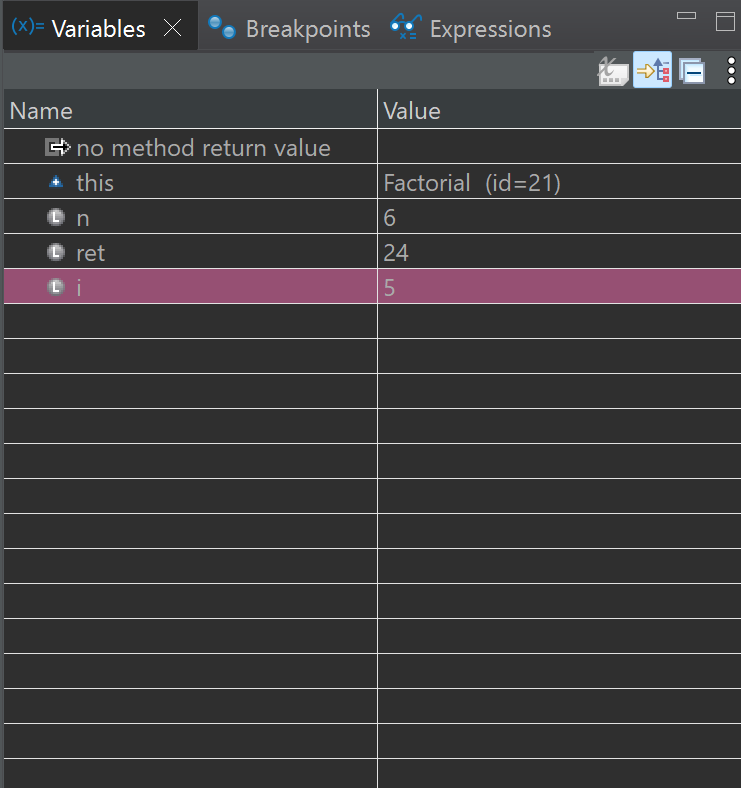 (x)= Variables Breakpoints Expressions
Name Value
no method return value
this Factorial (id=21)
n 6
ret 24
i 5